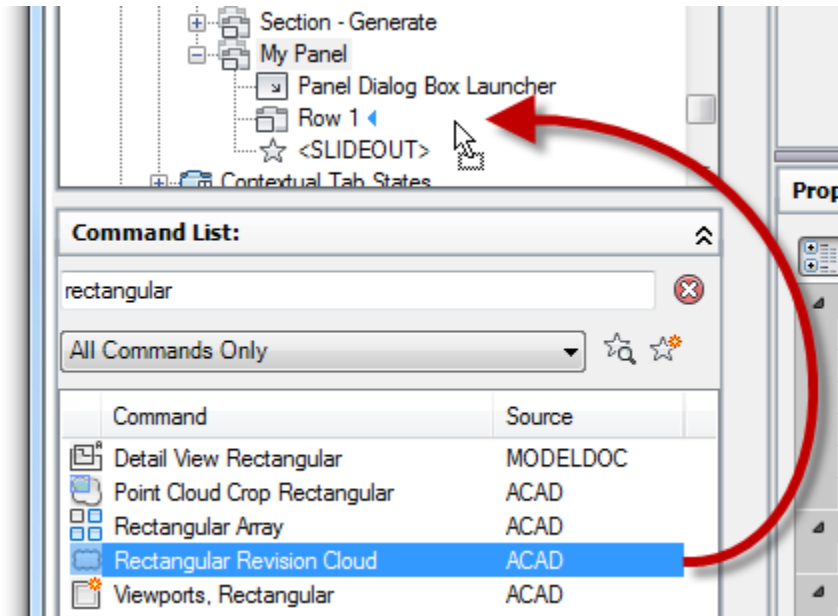 Section - Generate
My Panel
Panel Dialog Box Launcher
Row 1
<SLIDEOUT>
Contextual Tab States
Prop
Command List:
rectangular
All Commands Only
Command Source
Detail View Rectangular MODELDOC
Point Cloud Crop Rectangular ACAD
Rectangular Array ACAD
Rectangular Revision Cloud ACAD
Viewports, Rectangular ACAD